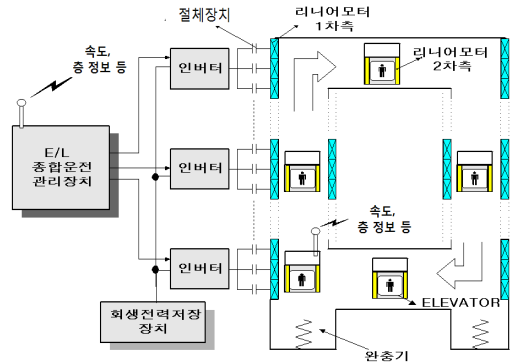 절체장치
리니어모터
1차측
리니어모터
2차측
속도,
층 정보 등
인버터
E/L
종합운전
관리장치
인버터
속도,
층 정보 등
인버터
회생전력저장
장치
ELEVATOR
완충기